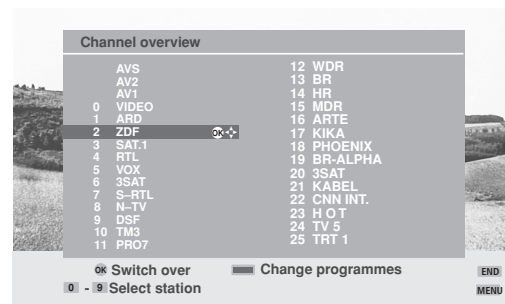 Channel overview
AVS
AV2
AV1
0 VIDEO
1 ARD
2 ZDF OK
3 SAT.1
4 RTL
5 VOX
6 3SAT
7 S–RTL
8 N–TV
9 DSF
10 TM3
11 PRO7
12 WDR
13 BR
14 HR
15 MDR
16 ARTE
17 KIKA
18 PHOENIX
19 BR-ALPHA
20 3SAT
21 KABEL
22 CNN INT.
23 H O T
24 TV 5
25 TRT 1
OK Switch over Change programmes END
0 - 9 Select station MENU